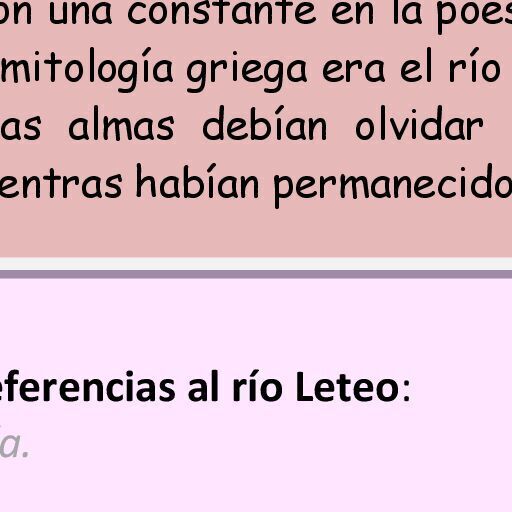 on una constante en la poes
mitología griega era el río
as almas debían olvidar
entras habían permanecido
eferencias al río Leteo:
ía.